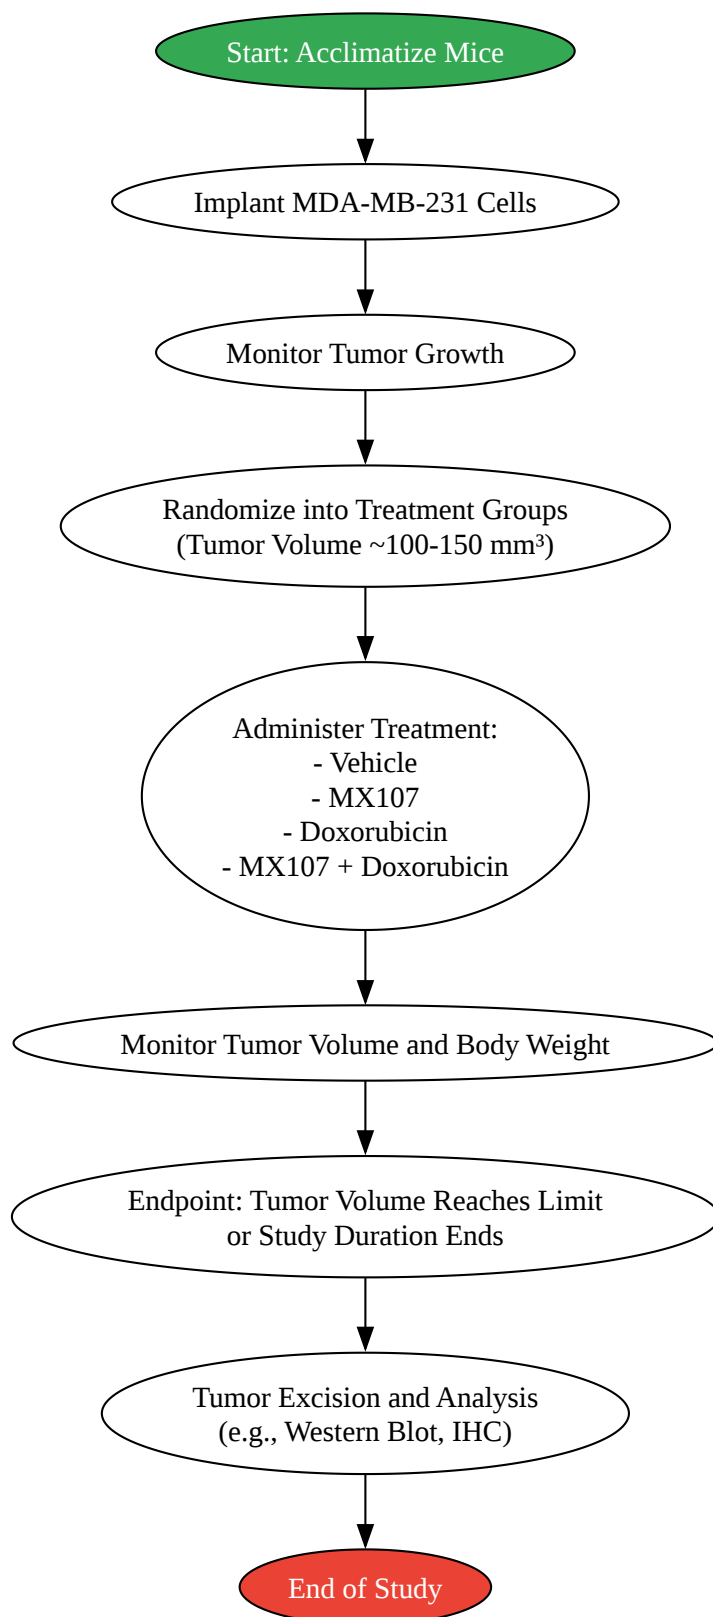 Start: Acclimatize Mice
Implant MDA-MB-231 Cells
Monitor Tumor Growth
Randomize into Treatment Groups
(Tumor Volume ~100-150 mm³)
Administer Treatment:
- Vehicle
- MX107
- Doxorubicin
- MX107 + Doxorubicin
Monitor Tumor Volume and Body Weight
Endpoint: Tumor Volume Reaches Limit
or Study Duration Ends
Tumor Excision and Analysis
(e.g., Western Blot, IHC)
End of Study